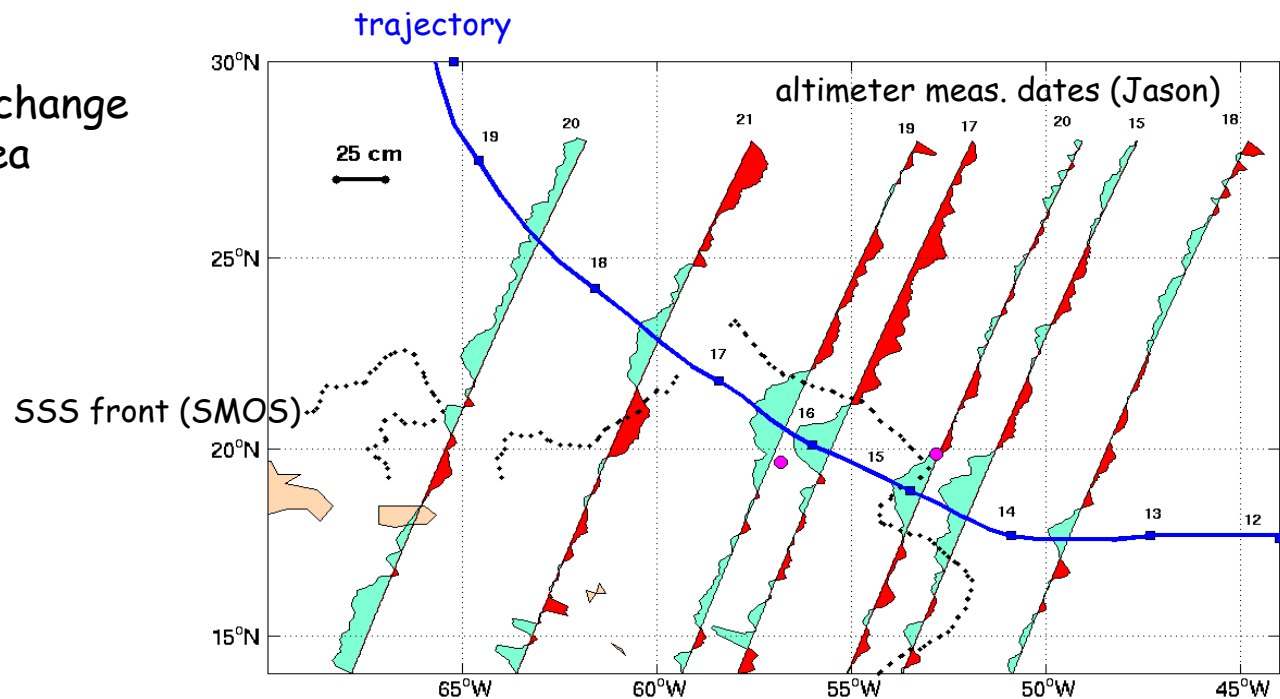 trajectory
change
ea
altimeter meas. dates (Jason)
SSS front (SMOS)
25 cm
30°N
25°N
20°N
15°N
65°W
60°W
55°W
50°W
45°W
20
21
19
17
20
15
18
19
18
17
16
15
14
13
12